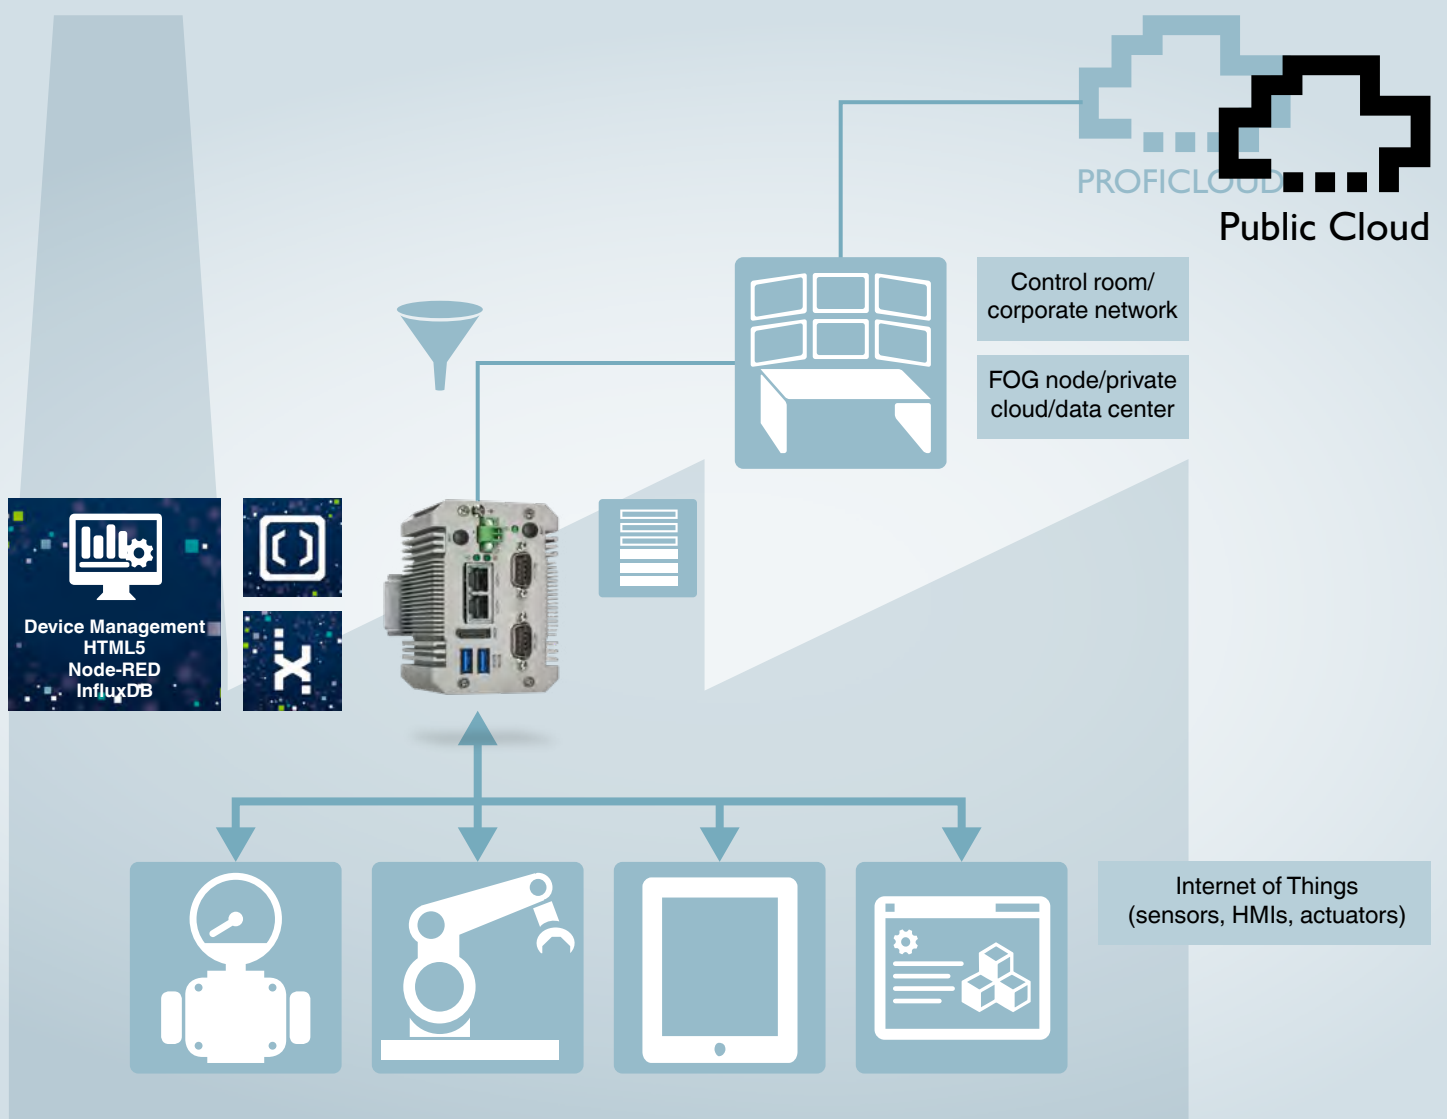 PROFICLOUD
Public Cloud
Control room/
corporate network
FOG node/private
cloud/data center
Device Management
HTML5
Node-RED
InfluxDB
Internet of Things
(sensors, HMIs, actuators)